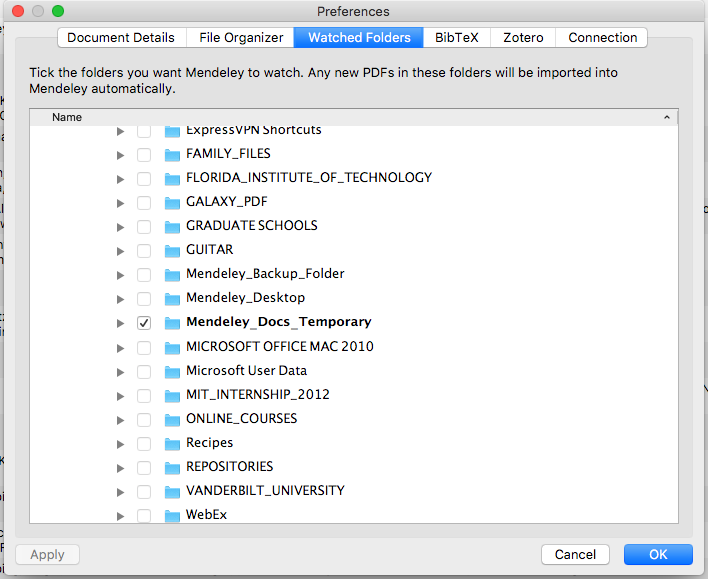 Preferences
Document Details File Organizer Watched Folders BibTeX Zotero Connection
Tick the folders you want Mendeley to watch. Any new PDFs in these folders will be imported into
Mendeley automatically.
Name
ExpressVPN Shortcuts
FAMILY_FILES
FLORIDA_INSTITUTE_OF_TECHNOLOGY
GALAXY_PDF
GRADUATE SCHOOLS
GUITAR
Mendeley_Backup_Folder
Mendeley_Desktop
Mendeley_Docs_Temporary
MICROSOFT OFFICE MAC 2010
Microsoft User Data
MIT_INTERNSHIP_2012
ONLINE_COURSES
Recipes
REPOSITORIES
VANDERBILT_UNIVERSITY
WebEx
Apply Cancel OK